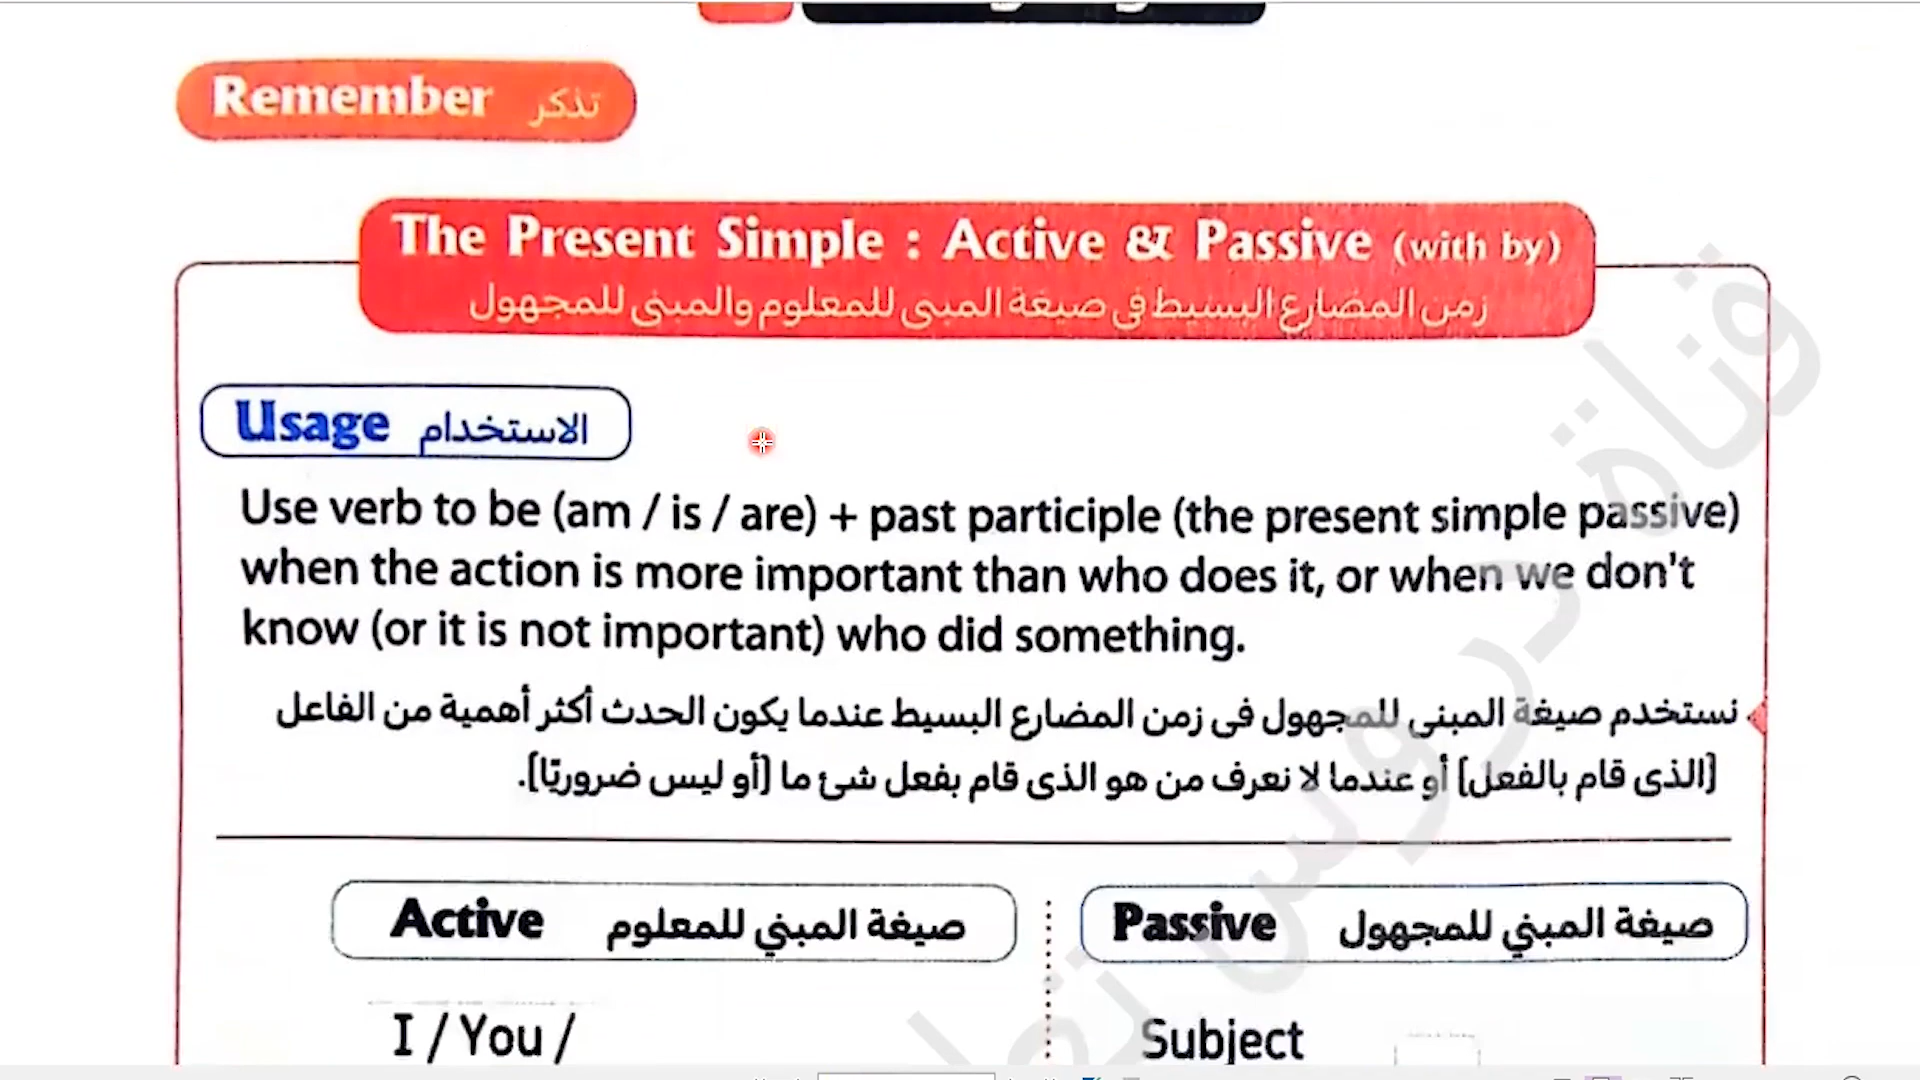 Remember تذكر
The Present Simple : Active & Passive (with by)
زمن المضارع البسيط فى صيغة المبنى للمعلوم والمبنى للمجهول
Usage الاستخدام
Use verb to be (am / is / are) + past participle (the present simple passive)
when the action is more important than who does it, or when we don't
know (or it is not important) who did something.
نستخدم صيغة المبنى للمجهول فى زمن المضارع البسيط عندما يكون الحدث أكثر أهمية من الفاعل
(الذى قام بالفعل) أو عندما لا نعرف من هو الذى قام بفعل شئ ما (أو ليس ضروريًا).
Active صيغة المبني للمعلوم
Passive صيغة المبني للمجهول
I / You /
Subject
قناة دروس